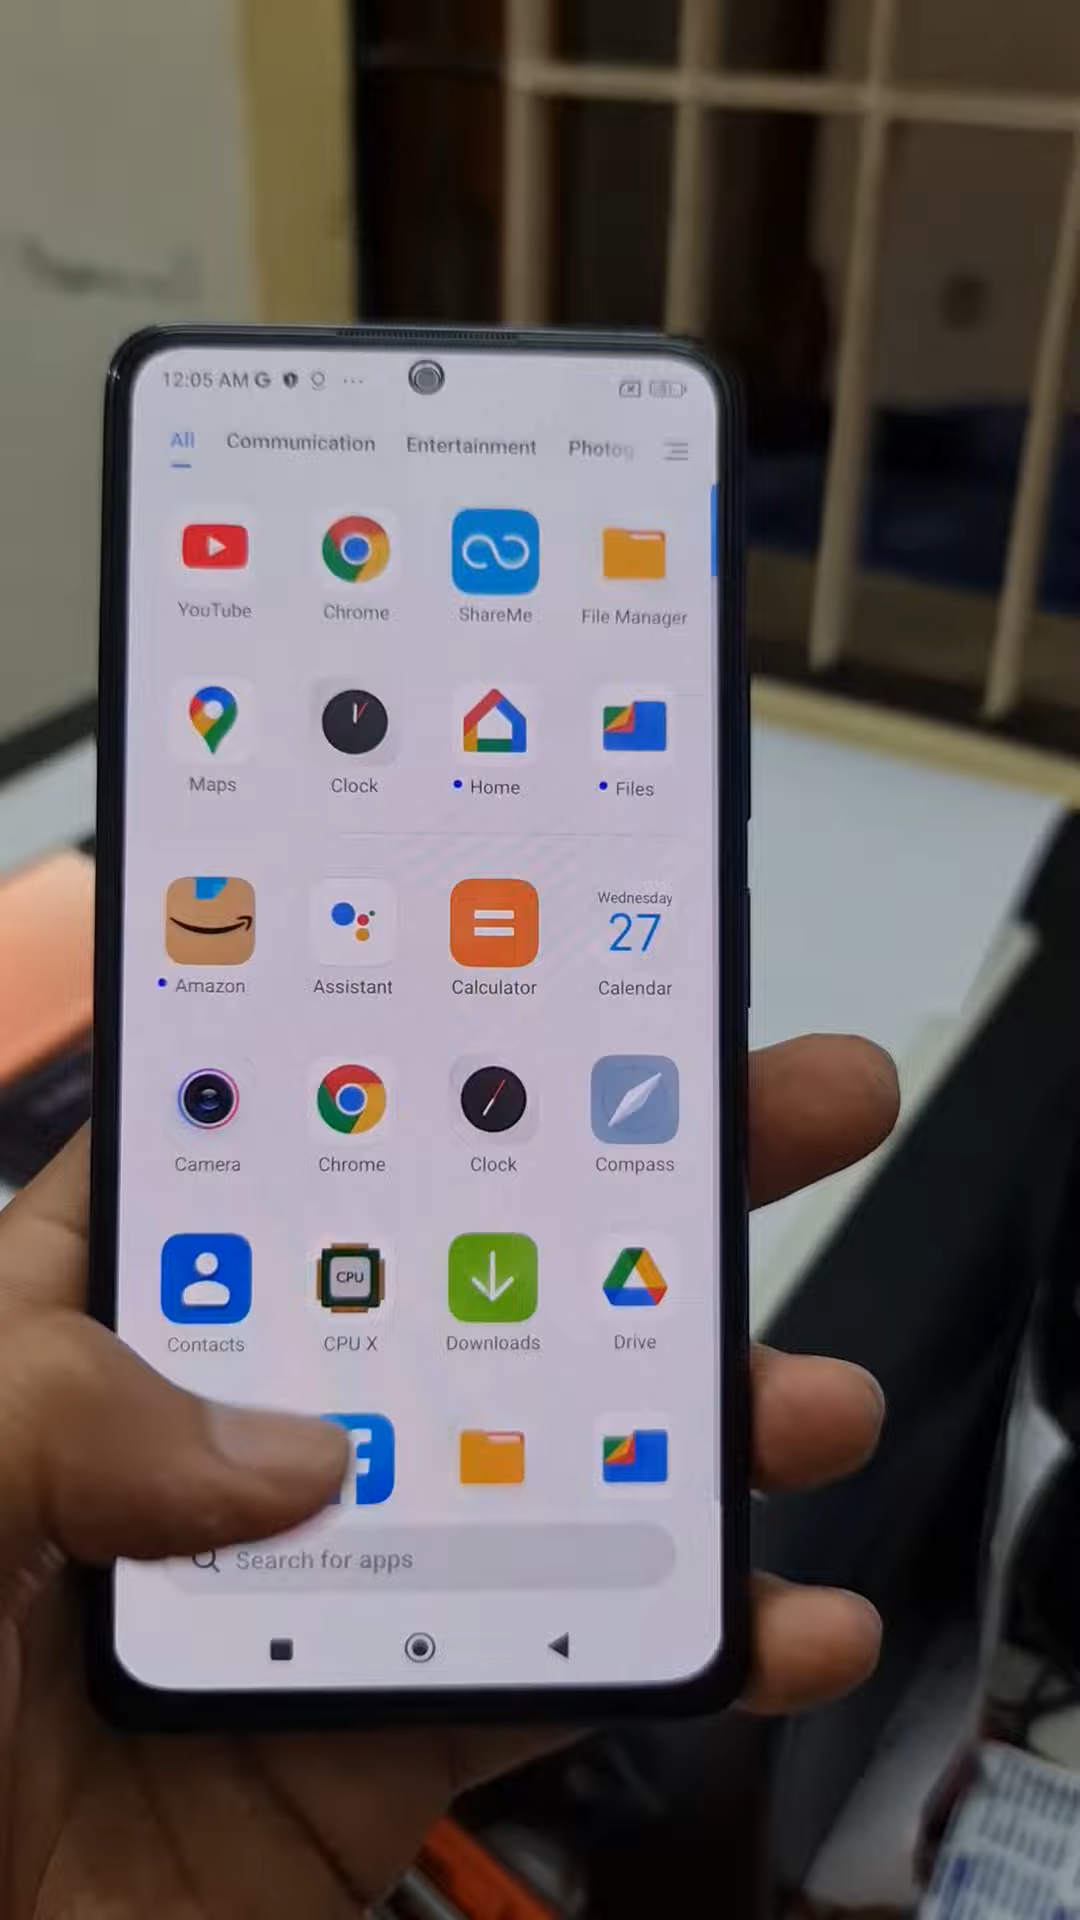 12:05 AM G
All Communication Entertainment Photog
YouTube Chrome ShareMe File Manager
Maps Clock Home Files
Wednesday
27
Amazon Assistant Calculator Calendar
Camera Chrome Clock Compass
CPU
Contacts CPU X Downloads Drive
f
Search for apps